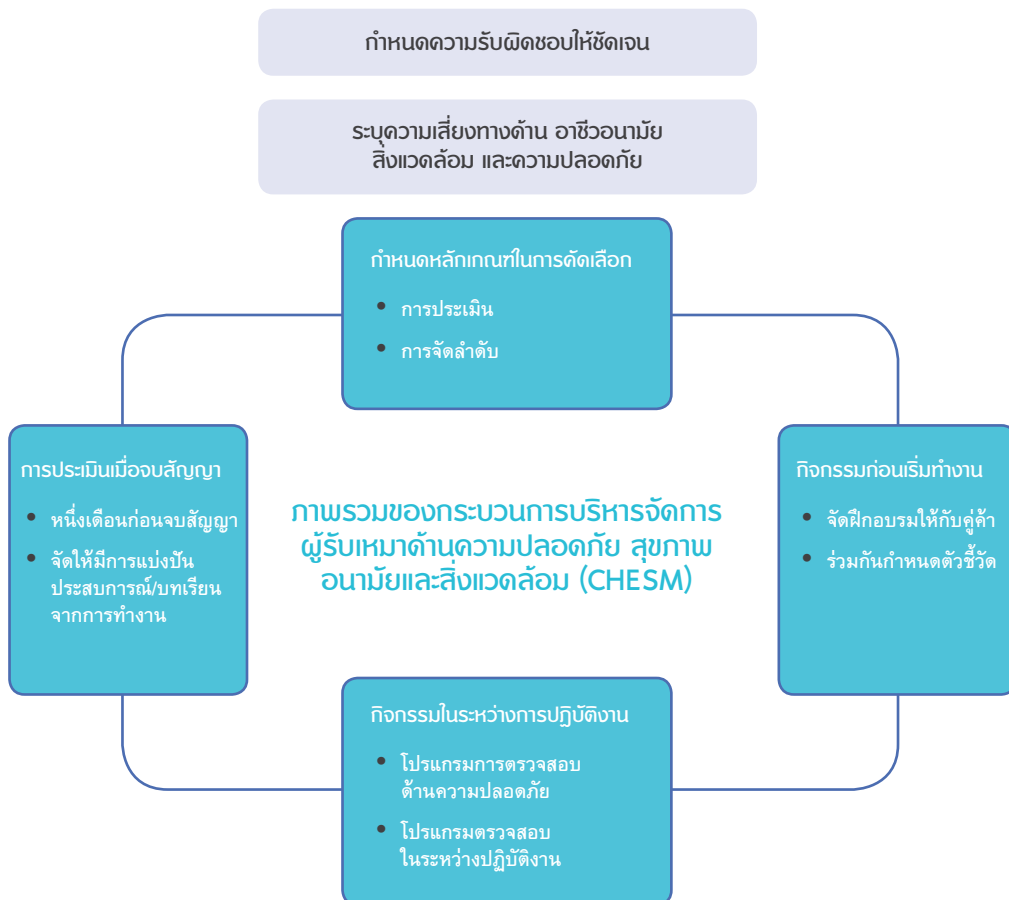 กำหนดความรับผิดชอบให้ชัดเจน
ระบุความเสี่ยงทางด้าน อาชีวอนามัย
สิ่งแวดล้อม และความปลอดภัย
กำหนดหลักเกณฑ์ในการคัดเลือก
• การประเมิน
• การจัดลำดับ
การประเมินเมื่อจบสัญญา
• หนึ่งเดือนก่อนจบสัญญา
• จัดให้มีการแบ่งปัน
ประสบการณ์/บทเรียน
จากการทำงาน
ภาพรวมของกระบวนการบริหารจัดการ
ผู้รับเหมาด้านความปลอดภัย สุขภาพ
อนามัยและสิ่งแวดล้อม (CHESM)
กิจกรรมก่อนเริ่มทำงาน
• จัดฝึกอบรมให้กับคู่ค้า
• ร่วมกันกำหนดตัวชี้วัด
กิจกรรมในระหว่างการปฏิบัติงาน
• โปรแกรมการตรวจสอบ
ด้านความปลอดภัย
• โปรแกรมตรวจสอบ
ในระหว่างปฏิบัติงาน